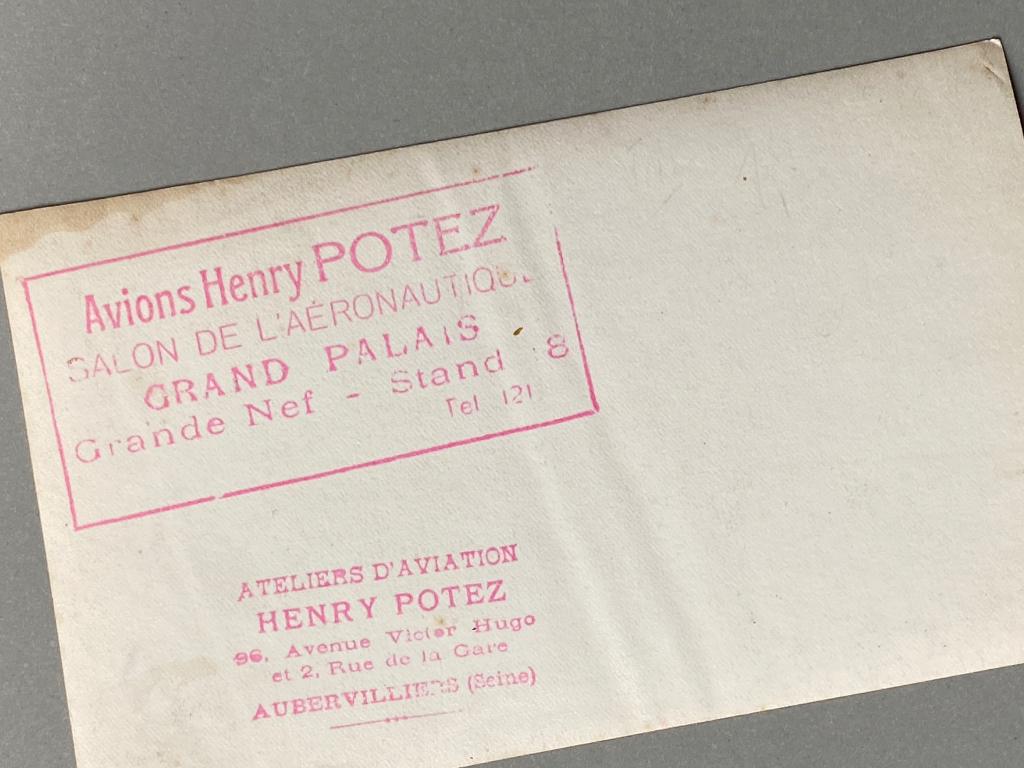 Avions Henry POTEZ
SALON DE L'AÉRONAUTIQUE
GRAND PALAIS
Grande Nef - Stand 8
Tel 121
ATELIERS D'AVIATION
HENRY POTEZ
96, Avenue Victor Hugo
et 2, Rue de la Gare
AUBERVILLIERS (Seine)